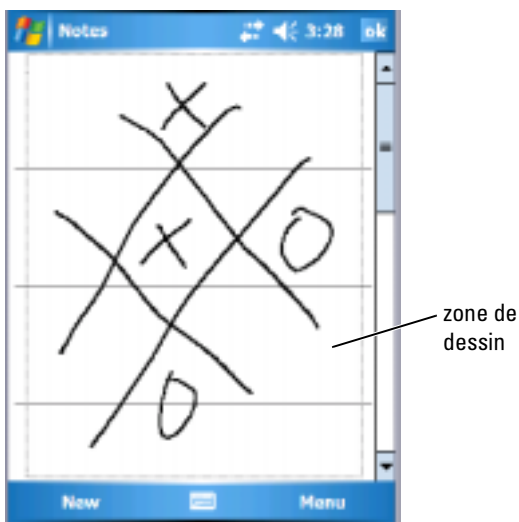 Notes 3:28 ok
X
X O
O
zone de
dessin
New Menu